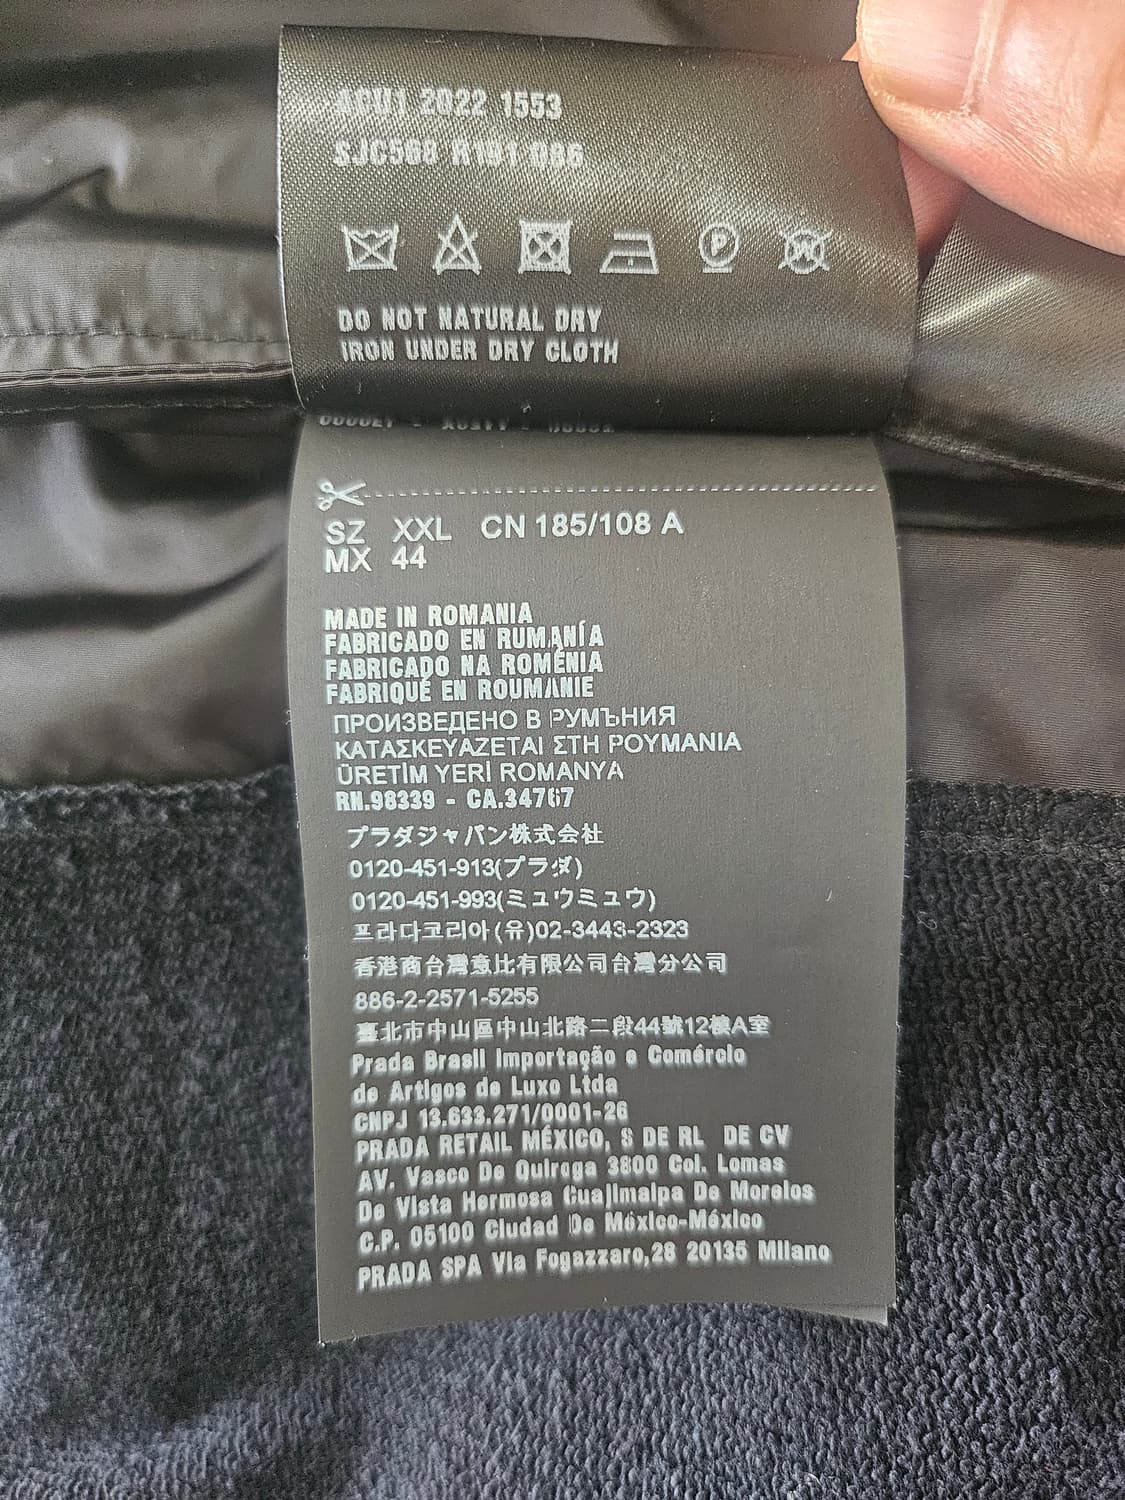 2022 1553
DO NOT NATURAL DRY
IRON UNDER DRY CLOTH
SZ XXL CN 185/108 A
MX 44
MADE IN ROMANIA
FABRICADO EN RUMANÍA
FABRICADO NA ROMÉNIA
FABRIQUÉ EN ROUMANIE
ПРОИЗВЕДЕНО В РУМЪНИЯ
ΚΑΤΑΣΚΕΥΑΖΕΤΑΙ ΣΤΗ ΡΟΥΜΑΝΙΑ
ÜRETİM YERİ ROMANYA
RN.98339 - CA.34767
プラダジャパン株式会社
0120-451-913(プラダ)
0120-451-993(ミュウミュウ)
프라다코리아(유)02-3443-2323
香港商台灣意比有限公司台灣分公司
886-2-2571-5255
臺北市中山區中山北路二段44號12樓A室
Prada Brasil Importação e Comércio
de Artigos de Luxo Ltda
CNPJ 13.633.271/0001-26
PRADA RETAIL MÉXICO, S DE RL DE CV
AV. Vasco De Quiroga 3800 Col. Lomas
De Vista Hermosa Cuajimalpa De Morelos
C.P. 05100 Ciudad De México-México
PRADA SPA Via Fogazzaro,28 20135 Milano